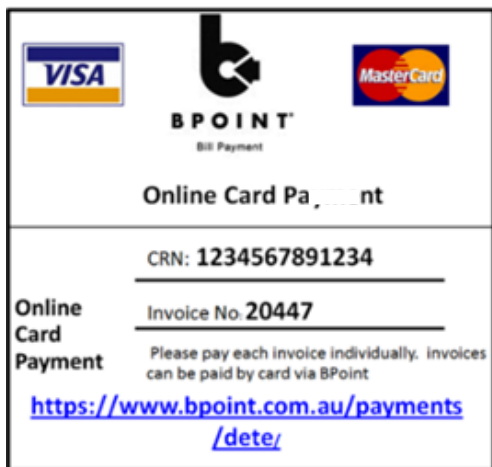 VISA
MasterCard
BPOINT
Bill Payment
Online Card
CRN: 1234567891234
Online
Card
Payment
Invoice No: 20447
Please pay each invoice individually. invoices
can be paid by card via BPoint
https://www.bpoint.com.au/payments
/dete/